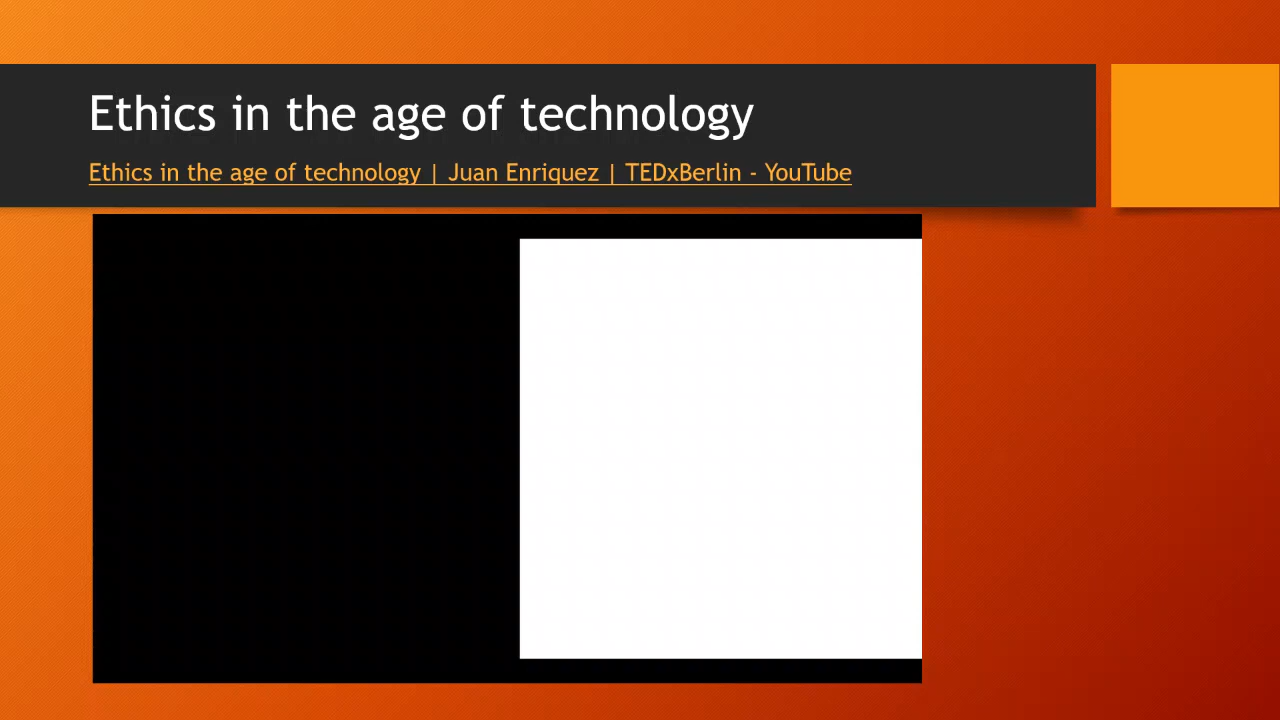 Ethics in the age of technology
Ethics in the age of technology | Juan Enriquez | TEDxBerlin - YouTube